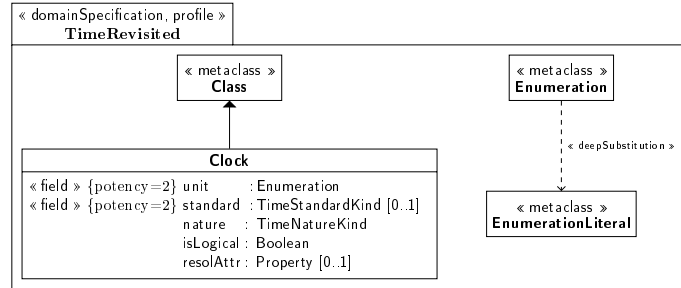 « domainSpecification, profile »
TimeRevisited
« metaclass »
Class
« metaclass »
Enumeration
« deepSubstitution »
Clock
« field » {potency=2} unit : Enumeration
« field » {potency=2} standard : TimeStandardKind [0..1]
nature : TimeNatureKind
isLogical : Boolean
resolAttr : Property [0..1]
« metaclass »
EnumerationLiteral